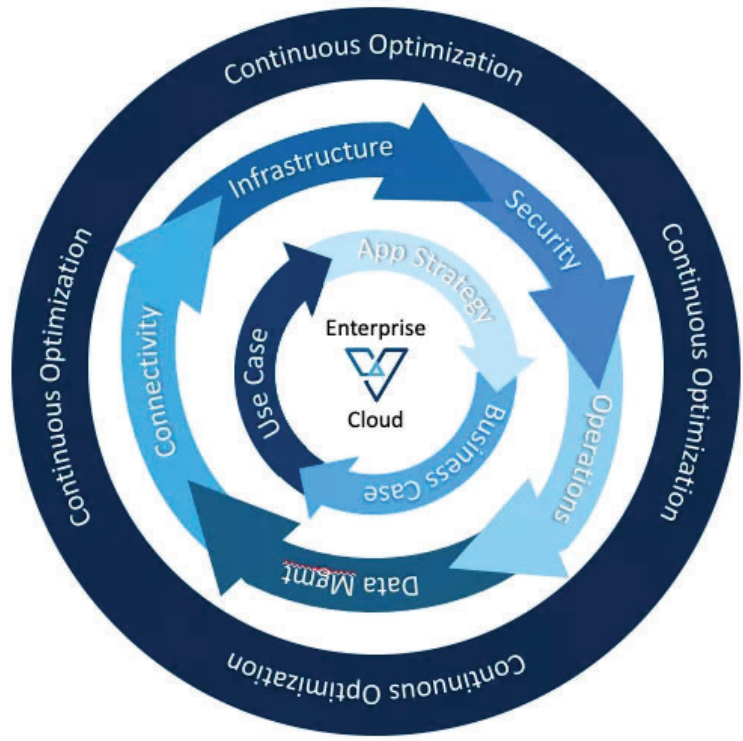 Continuous Optimization
Continuous Optimization
Continuous Optimization
Continuous Optimization
Infrastructure
Security
Operations
Data Mgmt
Connectivity
App Strategy
Business Case
Use Case
Enterprise
Cloud